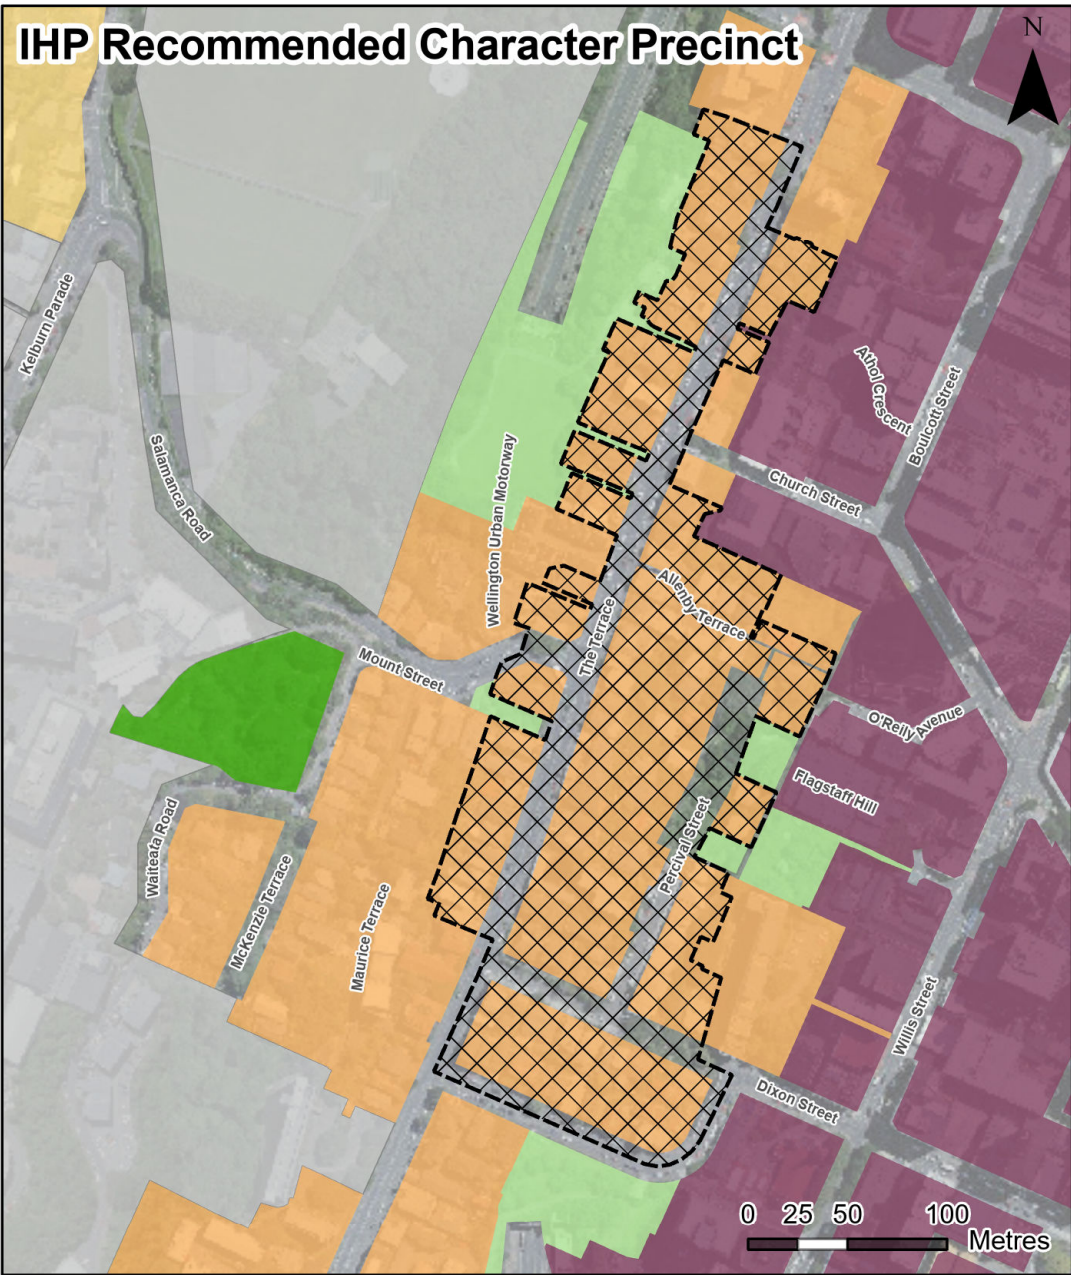 IHP Recommended Character Precinct
N
Kelburn Parade
Salamanca Road
Wellington Urban Motorway
Athol Crescent
Boulcott Street
Church Street
Allenby Terrace
The Terrace
Mount Street
O'Reily Avenue
Flagstaff Hill
Percival Street
Waiteata Road
McKenzie Terrace
Maurice Terrace
Willis Street
Dixon Street
0 25 50 100
Metres